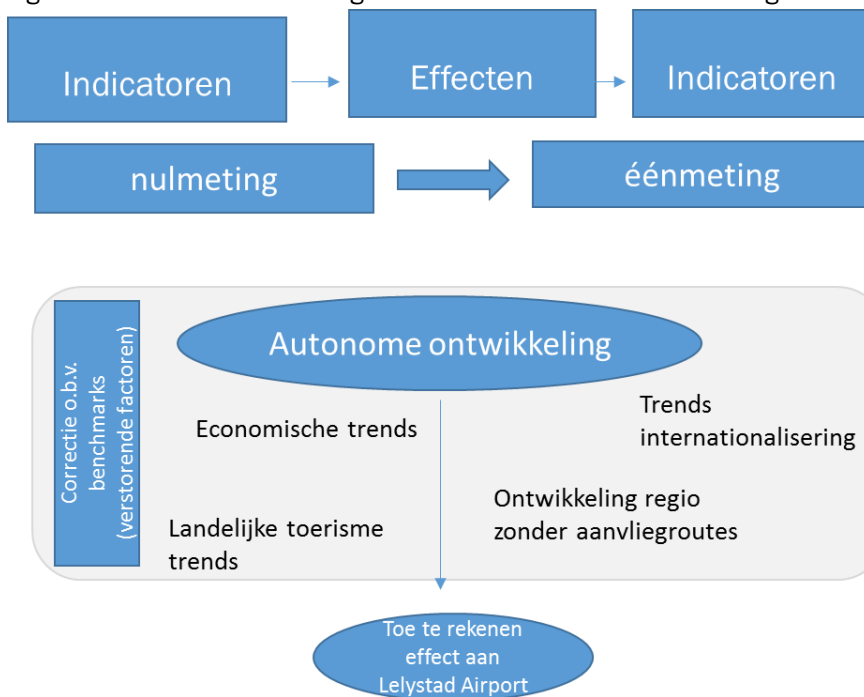 Indicatoren
Effecten
Indicatoren
nulmeting
éénmeting
Correctie o.b.v.
benchmarks
(verstorende factoren)
Autonome ontwikkeling
Economische trends
Trends
internationalisering
Landelijke toerisme
trends
Ontwikkeling regio
zonder aanvliegroutes
Toe te rekenen
effect aan
Lelystad Airport